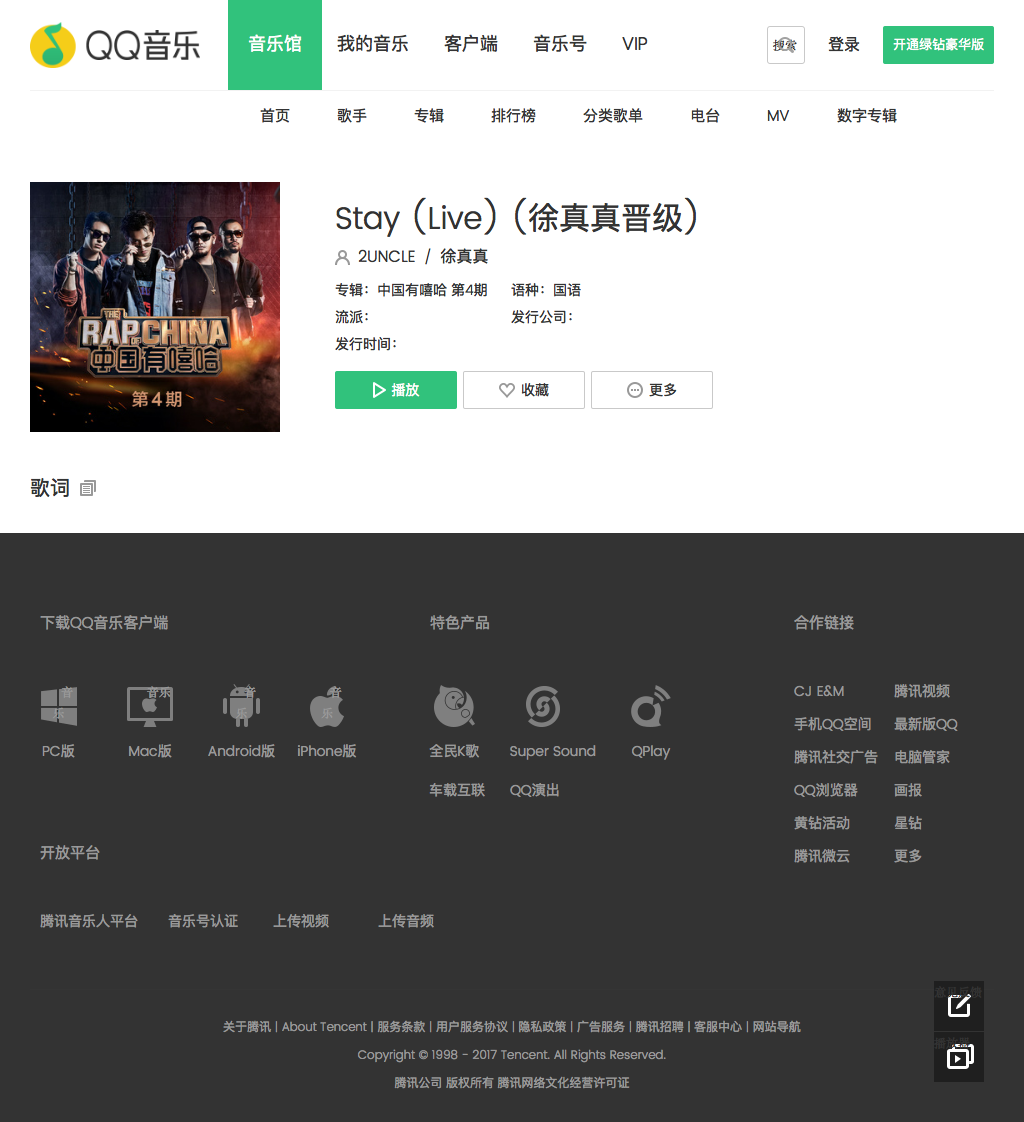 QQ音乐
音乐馆 我的音乐 客户端 音乐号 VIP 搜索 登录 开通绿钻豪华版
首页 歌手 专辑 排行榜 分类歌单 电台 MV 数字专辑
THE RAP OF CHINA
中国有嘻哈
第4期
Stay (Live) (徐真真晋级)
2UNCLE / 徐真真
专辑：中国有嘻哈 第4期 语种：国语
流派： 发行公司：
发行时间：
播放 收藏 更多
歌词
下载QQ音乐客户端 特色产品 合作链接
音乐 音乐 音乐 音乐
PC版 Mac版 Android版 iPhone版
全民K歌 Super Sound QPlay
车载互联 QQ演出
CJ E&M 腾讯视频
手机QQ空间 最新版QQ
腾讯社交广告 电脑管家
QQ浏览器 画报
黄钻活动 星钻
腾讯微云 更多
开放平台
腾讯音乐人平台 音乐号认证 上传视频 上传音频
意见反馈
关于腾讯 | About Tencent | 服务条款 | 用户服务协议 | 隐私政策 | 广告服务 | 腾讯招聘 | 客服中心 | 网站导航
Copyright © 1998 - 2017 Tencent. All Rights Reserved.
腾讯公司 版权所有 腾讯网络文化经营许可证